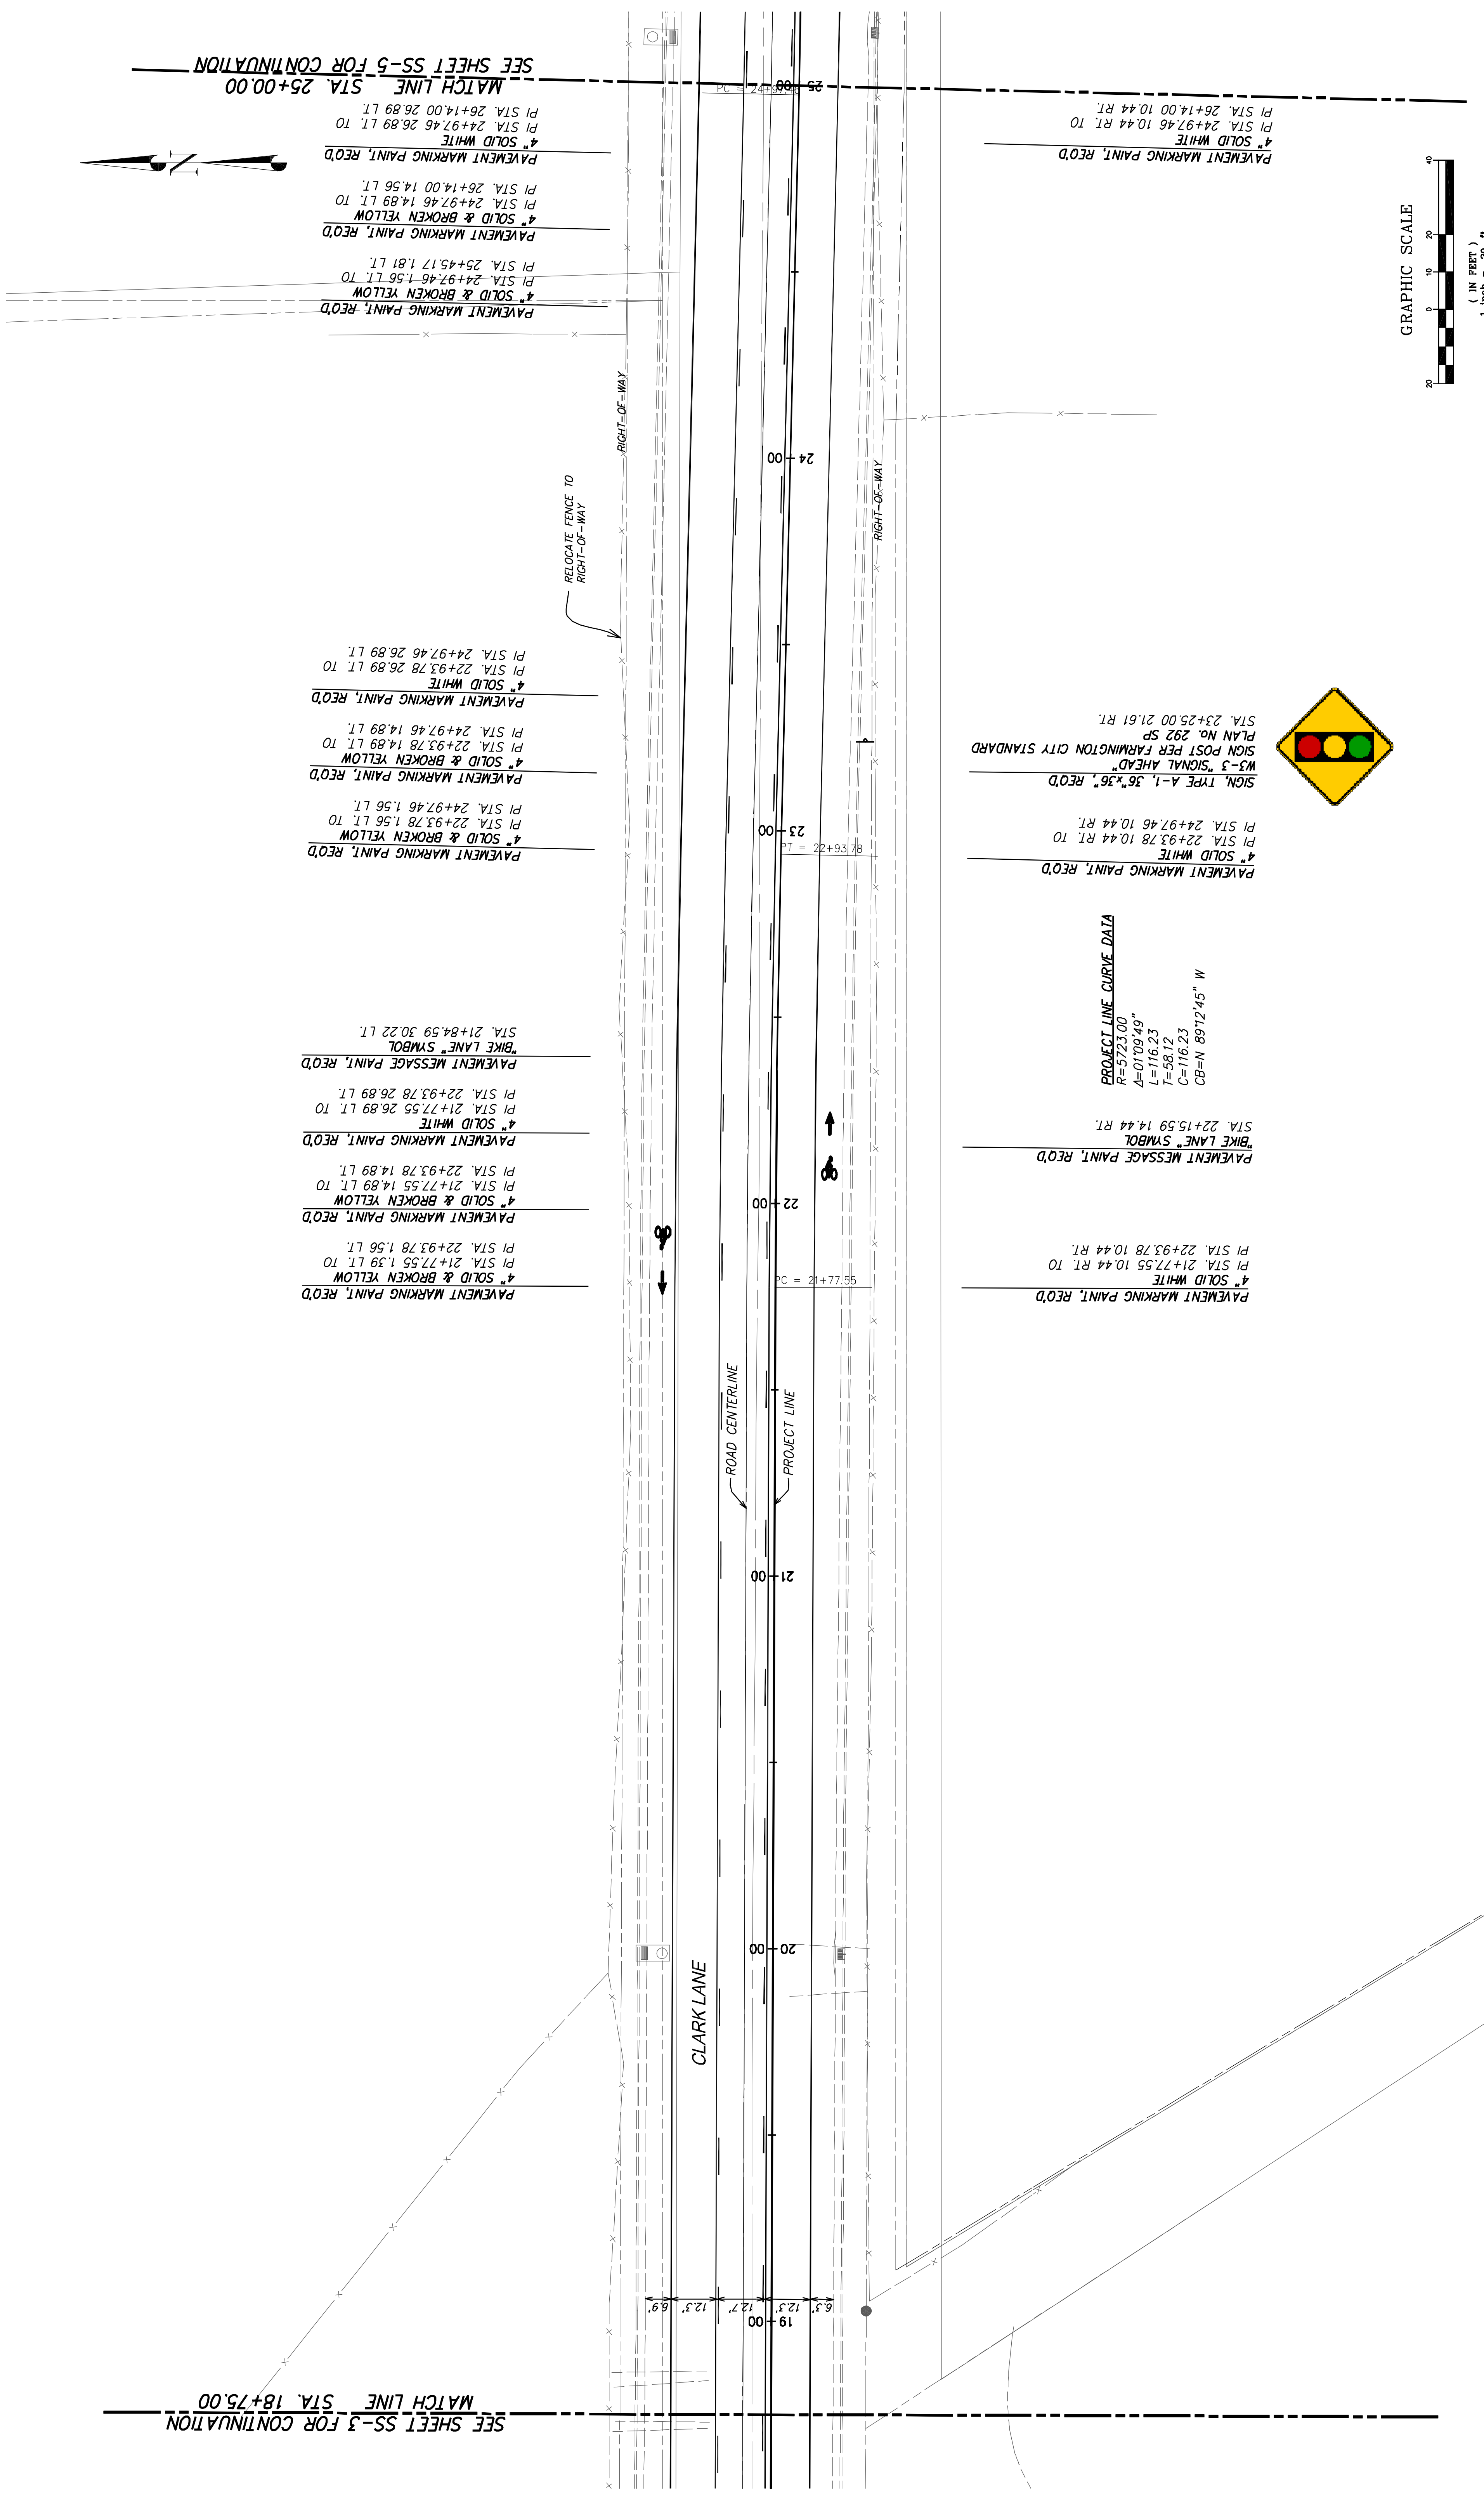 SEE SHEET SS-5 FOR CONTINUATION
MATCH LINE STA. 25+00.00
PAVEMENT MARKING PAINT, REQ'D
4" SOLID WHITE
PI STA. 24+97.46 26.89 LT. TO
PI STA. 26+14.00 26.89 LT.
PAVEMENT MARKING PAINT, REQ'D
4" SOLID & BROKEN YELLOW
PI STA. 24+97.46 14.89 LT. TO
PI STA. 26+14.00 14.56 LT.
PAVEMENT MARKING PAINT, REQ'D
4" SOLID & BROKEN YELLOW
PI STA. 24+97.46 1.56 LT. TO
PI STA. 25+45.17 1.81 LT.
N
PAVEMENT MARKING PAINT, REQ'D
4" SOLID WHITE
PI STA. 24+97.46 10.44 RT. TO
PI STA. 26+14.00 10.44 RT.
GRAPHIC SCALE
20 0 10 20 40
( IN FEET )
RIGHT-OF-WAY
RIGHT-OF-WAY
RELOCATE FENCE TO
RIGHT-OF-WAY
PAVEMENT MARKING PAINT, REQ'D
4" SOLID WHITE
PI STA. 22+93.78 26.89 LT. TO
PI STA. 24+97.46 26.89 LT.
PAVEMENT MARKING PAINT, REQ'D
4" SOLID & BROKEN YELLOW
PI STA. 22+93.78 14.89 LT. TO
PI STA. 24+97.46 14.89 LT.
PAVEMENT MARKING PAINT, REQ'D
4" SOLID & BROKEN YELLOW
PI STA. 22+93.78 1.56 LT. TO
PI STA. 24+97.46 1.56 LT.
SIGN, TYPE A-1, 36"x36", REQ'D
W3-3 "SIGNAL AHEAD"
SIGN POST PER FARMINGTON CITY STANDARD
PLAN No. 292 SP
STA. 23+25.00 21.61 RT.
PAVEMENT MARKING PAINT, REQ'D
4" SOLID WHITE
PI STA. 22+93.78 10.44 RT. TO
PI STA. 24+97.46 10.44 RT.
PT = 22+93.78
PROJECT LINE CURVE DATA
R=5723.00
Δ=01°09'49"
L=116.23
T=58.12
C=116.23
CB=N 89°12'45" W
PAVEMENT MESSAGE PAINT, REQ'D
"BIKE LANE" SYMBOL
STA. 21+84.59 30.22 LT.
PAVEMENT MARKING PAINT, REQ'D
4" SOLID WHITE
PI STA. 21+77.55 26.89 LT. TO
PI STA. 22+93.78 26.89 LT.
PAVEMENT MARKING PAINT, REQ'D
4" SOLID & BROKEN YELLOW
PI STA. 21+77.55 14.89 LT. TO
PI STA. 22+93.78 14.89 LT.
PAVEMENT MARKING PAINT, REQ'D
4" SOLID & BROKEN YELLOW
PI STA. 21+77.55 1.39 LT. TO
PI STA. 22+93.78 1.56 LT.
PAVEMENT MESSAGE PAINT, REQ'D
"BIKE LANE" SYMBOL
STA. 22+15.59 14.44 RT.
PAVEMENT MARKING PAINT, REQ'D
4" SOLID WHITE
PI STA. 21+77.55 10.44 RT. TO
PI STA. 22+93.78 10.44 RT.
PC = 21+77.55
ROAD CENTERLINE
PROJECT LINE
CLARK LANE
25 00
24 00
23 00
22 00
21 00
20 00
19 00
6.9' 12.3' 12.7' 12.3' 6.3'
MATCH LINE STA. 18+75.00
SEE SHEET SS-3 FOR CONTINUATION